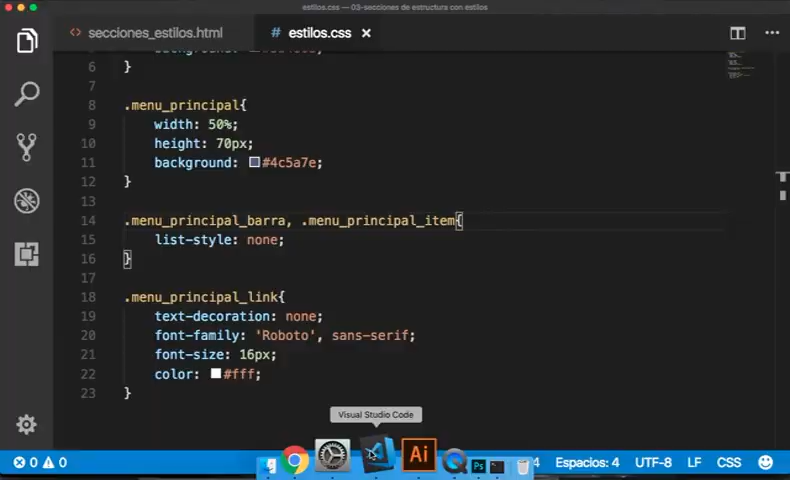 estilos.css — 03-secciones de estructura con estilos
<> secciones_estilos.html
# estilos.css ×
6 }
7
8 .menu_principal{
9 width: 50%;
10 height: 70px;
11 background: #4c5a7e;
12 }
13
14 .menu_principal_barra, .menu_principal_item{
15 list-style: none;
16 }
17
18 .menu_principal_link{
19 text-decoration: none;
20 font-family: 'Roboto', sans-serif;
21 font-size: 16px;
22 color: #fff;
23 }
Visual Studio Code
Ai
Ps
0 0
4 Espacios: 4 UTF-8 LF CSS